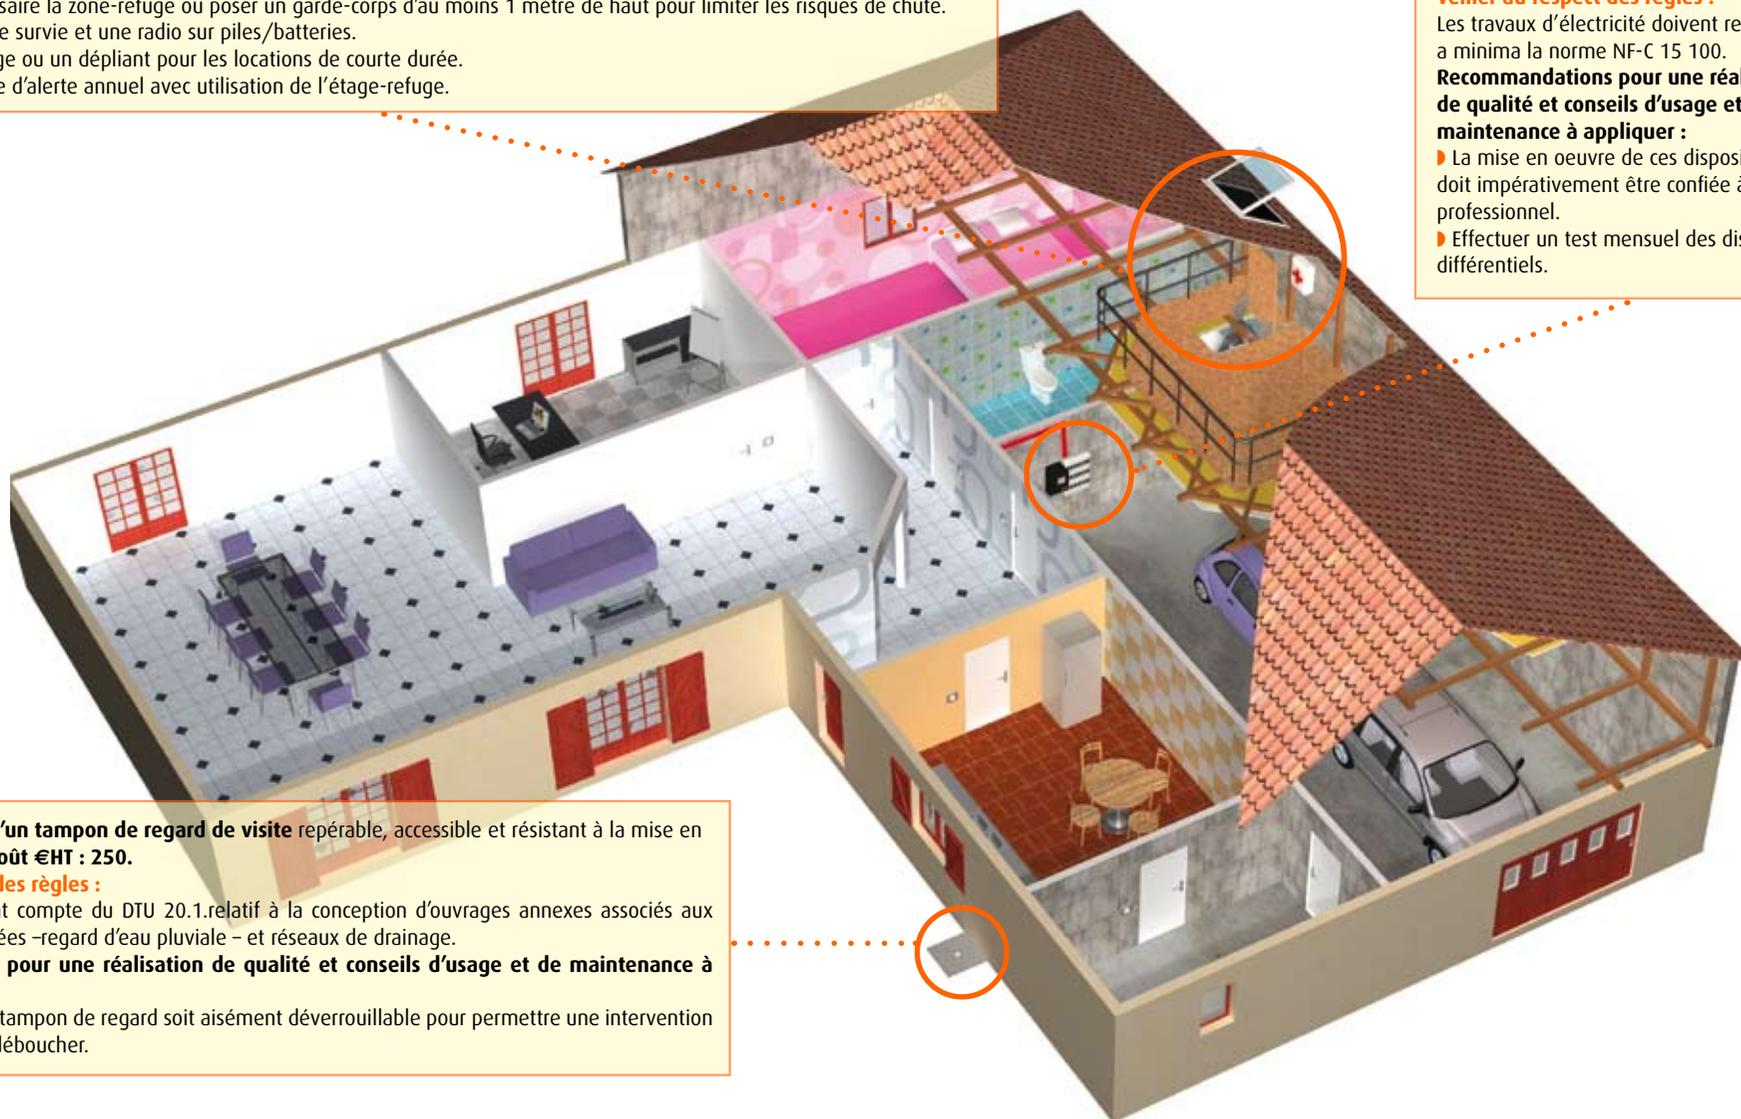 saire la zone-refuge ou poser un garde-corps d'au moins 1 mètre de haut pour limiter les risques de chute.
e survie et une radio sur piles/batteries.
ge ou un dépliant pour les locations de courte durée.
e d'alerte annuel avec utilisation de l'étage-refuge.
Veiller au respect des règles :
Les travaux d'électricité doivent re
a minima la norme NF-C 15 100.
Recommandations pour une réal
de qualité et conseils d'usage et
maintenance à appliquer :
La mise en oeuvre de ces disposi
doit impérativement être confiée à
professionnel.
Effectuer un test mensuel des dis
différentiels.
'un tampon de regard de visite repérable, accessible et résistant à la mise en
oût €HT : 250.
des règles :
t compte du DTU 20.1.relatif à la conception d'ouvrages annexes associés aux
ées –regard d'eau pluviale – et réseaux de drainage.
pour une réalisation de qualité et conseils d'usage et de maintenance à
tampon de regard soit aisément déverrouillable pour permettre une intervention
déboucher.